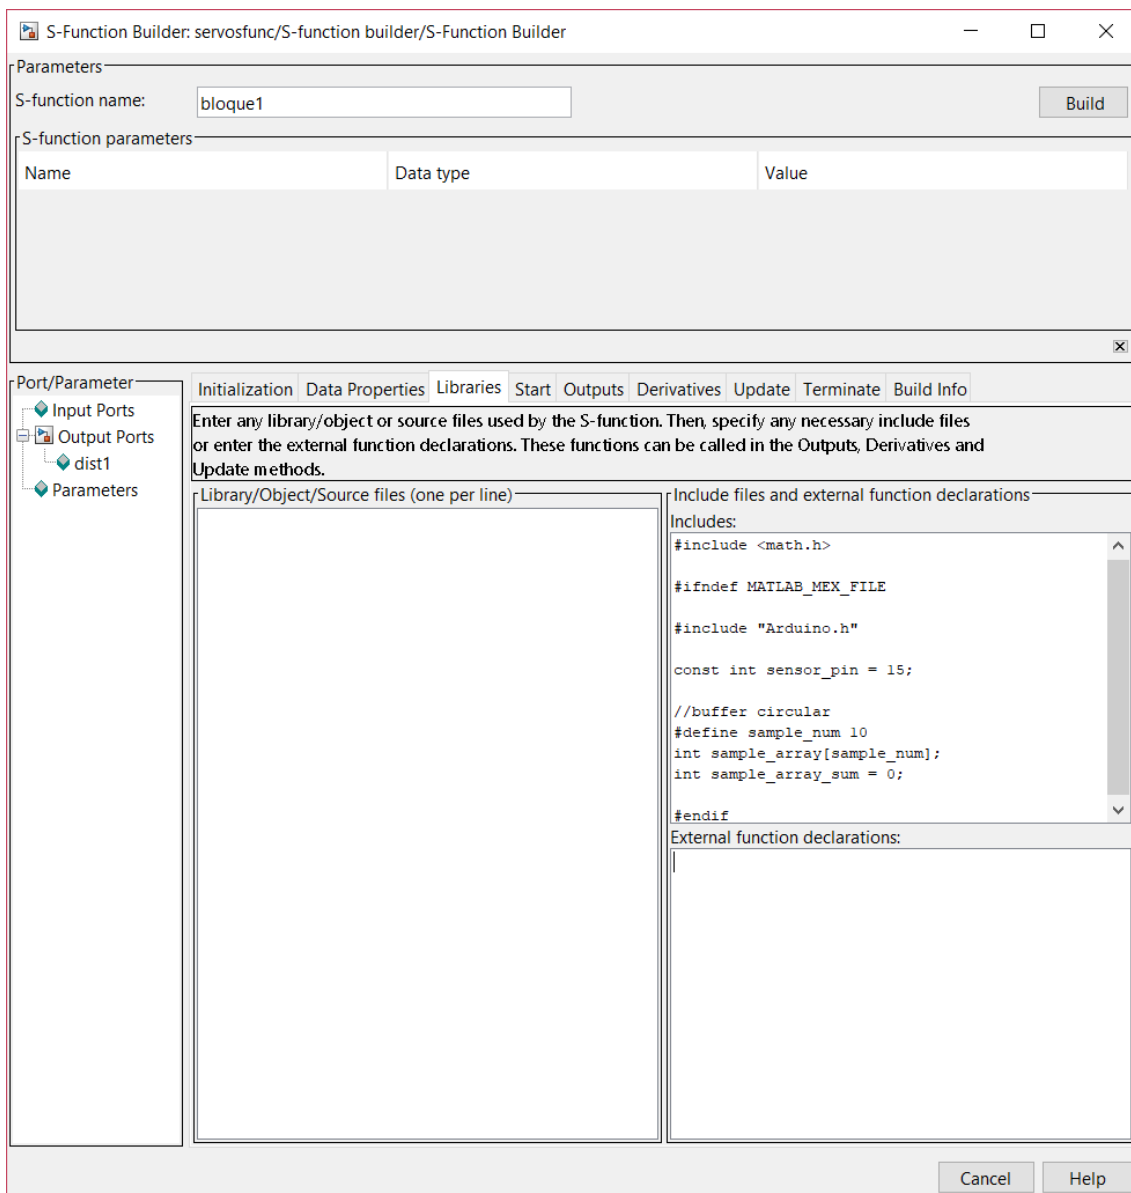 S-Function Builder: servosfunc/S-function builder/S-Function Builder
Parameters
S-function name:
bloque1
Build
S-function parameters
Name
Data type
Value
Port/Parameter
Input Ports
Output Ports
dist1
Parameters
Initialization
Data Properties
Libraries
Start
Outputs
Derivatives
Update
Terminate
Build Info
Enter any library/object or source files used by the S-function. Then, specify any necessary include files
or enter the external function declarations. These functions can be called in the Outputs, Derivatives and
Update methods.
Library/Object/Source files (one per line)
Include files and external function declarations
Includes:
#include <math.h>
#ifndef MATLAB_MEX_FILE
#include "Arduino.h"
const int sensor_pin = 15;
//buffer circular
#define sample_num 10
int sample_array[sample_num];
int sample_array_sum = 0;
#endif
External function declarations:
Cancel
Help